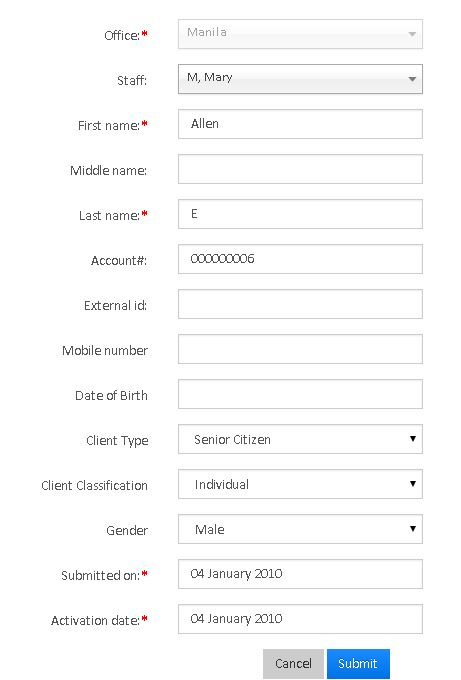 Office:* Manila
Staff: M, Mary
First name:* Allen
Middle name:
Last name:* E
Account#: 000000006
External id:
Mobile number
Date of Birth
Client Type Senior Citizen
Client Classification Individual
Gender Male
Submitted on:* 04 January 2010
Activation date:* 04 January 2010
Cancel Submit